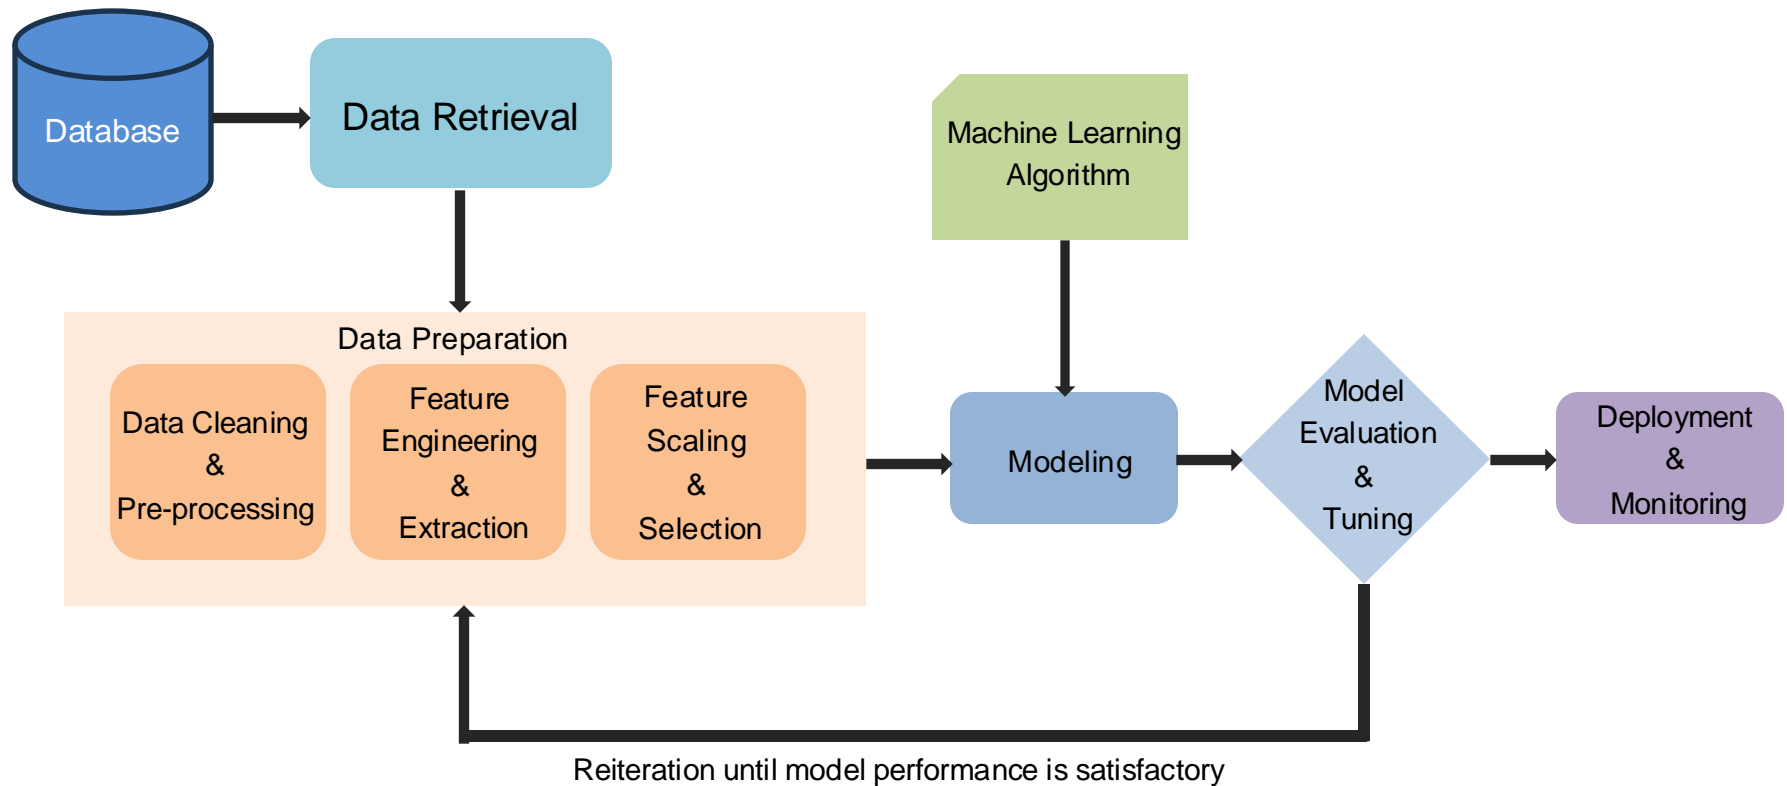 Database
Data Retrieval
Machine Learning
Algorithm
Data Preparation
Data Cleaning
&
Pre-processing
Feature
Engineering
&
Extraction
Feature
Scaling
&
Selection
Modeling
Model
Evaluation
&
Tuning
Deployment
&
Monitoring
Reiteration until model performance is satisfactory